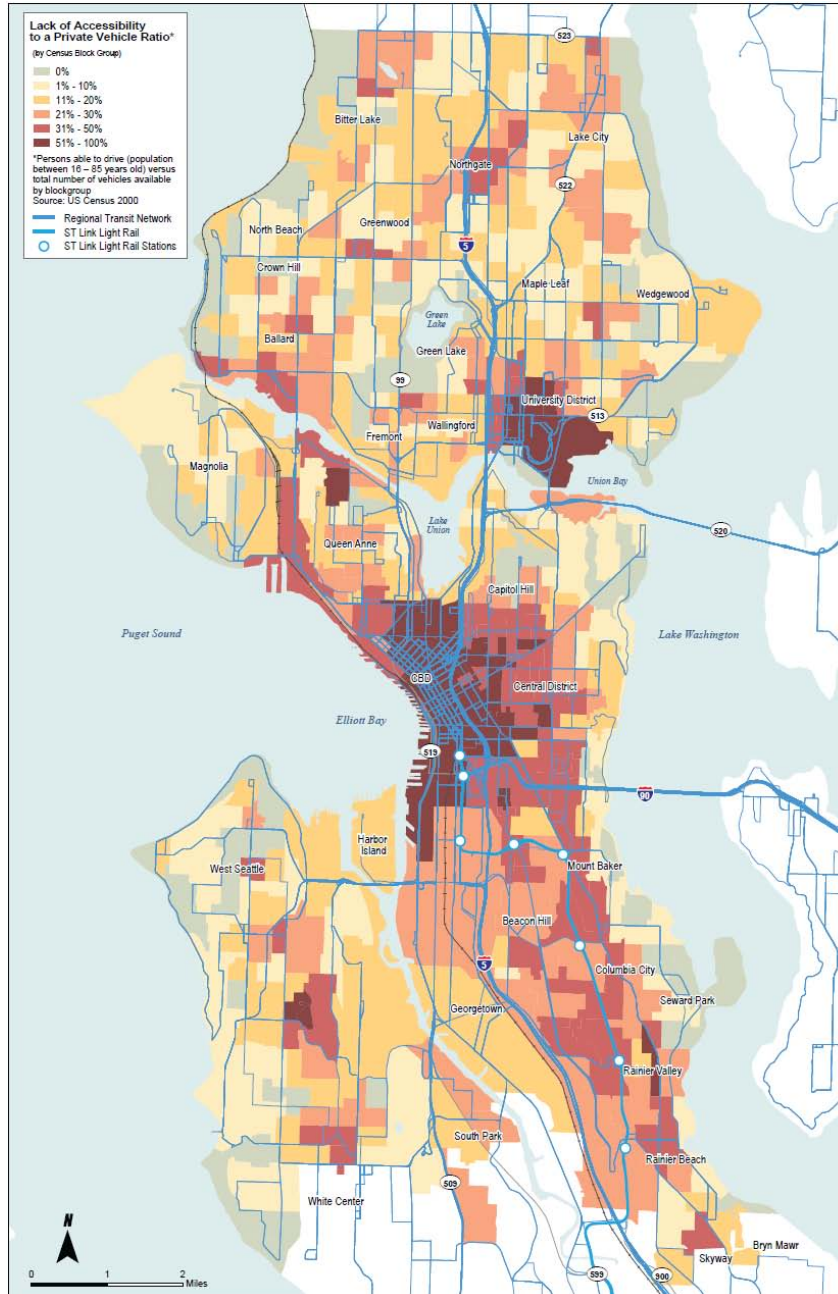 Lack of Accessibility
to a Private Vehicle Ratio*
(by Census Block Group)
0%
1% - 10%
11% - 20%
21% - 30%
31% - 50%
51% - 100%
*Persons able to drive (population
between 16 – 85 years old) versus
total number of vehicles available
by blockgroup
Source: US Census 2000
Regional Transit Network
ST Link Light Rail
ST Link Light Rail Stations
523
Bitter Lake
Lake City
Northgate
522
Greenwood
North Beach
5
Crown Hill
Maple Leaf
Wedgewood
Green
Lake
Ballard
Green Lake
99
University District
513
Wallingford
Fremont
Magnolia
Union Bay
Lake
Union
520
Queen Anne
Capitol Hill
Puget Sound
Lake Washington
CBD
Central District
Elliott Bay
519
90
Harbor
Island
West Seattle
Mount Baker
Beacon Hill
5
Columbia City
Seward Park
Georgetown
Rainier Valley
South Park
Rainier Beach
509
White Center
N
Bryn Mawr
Skyway
599
900
0 1 2
Miles